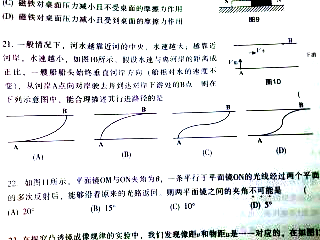 (C) 磁铁对桌面压力减小且不受桌面的摩擦力作用
(D) 磁铁对桌面压力减小且受到桌面的摩擦力作用
图9
21. 一般情况下，河水越靠近河的中央，水速越大，越靠近
河岸，水速越小，如图10所示，假设水速与离河岸的距离成
正比，一艘船船头始终垂直河岸方向（船相对水的速度不
变），从河岸A点向对岸驶去并到达对岸下游处的B点，则在
下列示意图中，能合理描述其行进路径的是
图10
(A)
(B)
(C)
(D)
22 如图11所示，平面镜OM与ON夹角为θ，一条平行于平面镜ON的光线经过两个平面
的多次反射后，能够沿着原来的光路返回，则两平面镜之间的夹角不可能是
(A) 20°
(B) 15°
(C) 10°
(D) 5°
在探究凸透镜成像规律的实验中，我们发现像距v和物距u是一一对应的，在如图